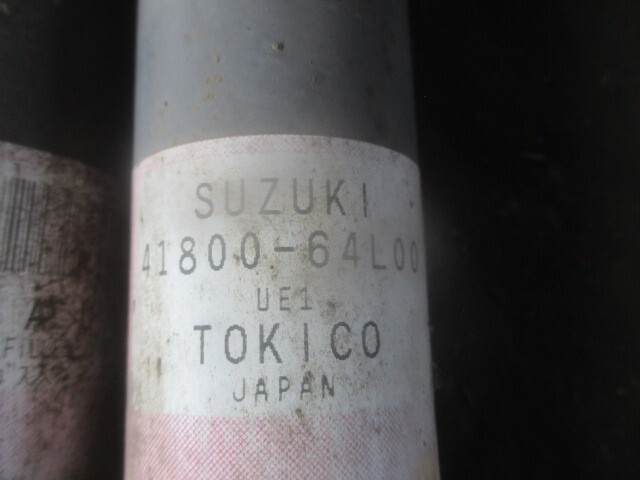 SUZUKI
41800-64L00
UE1
TOKICO
JAPAN